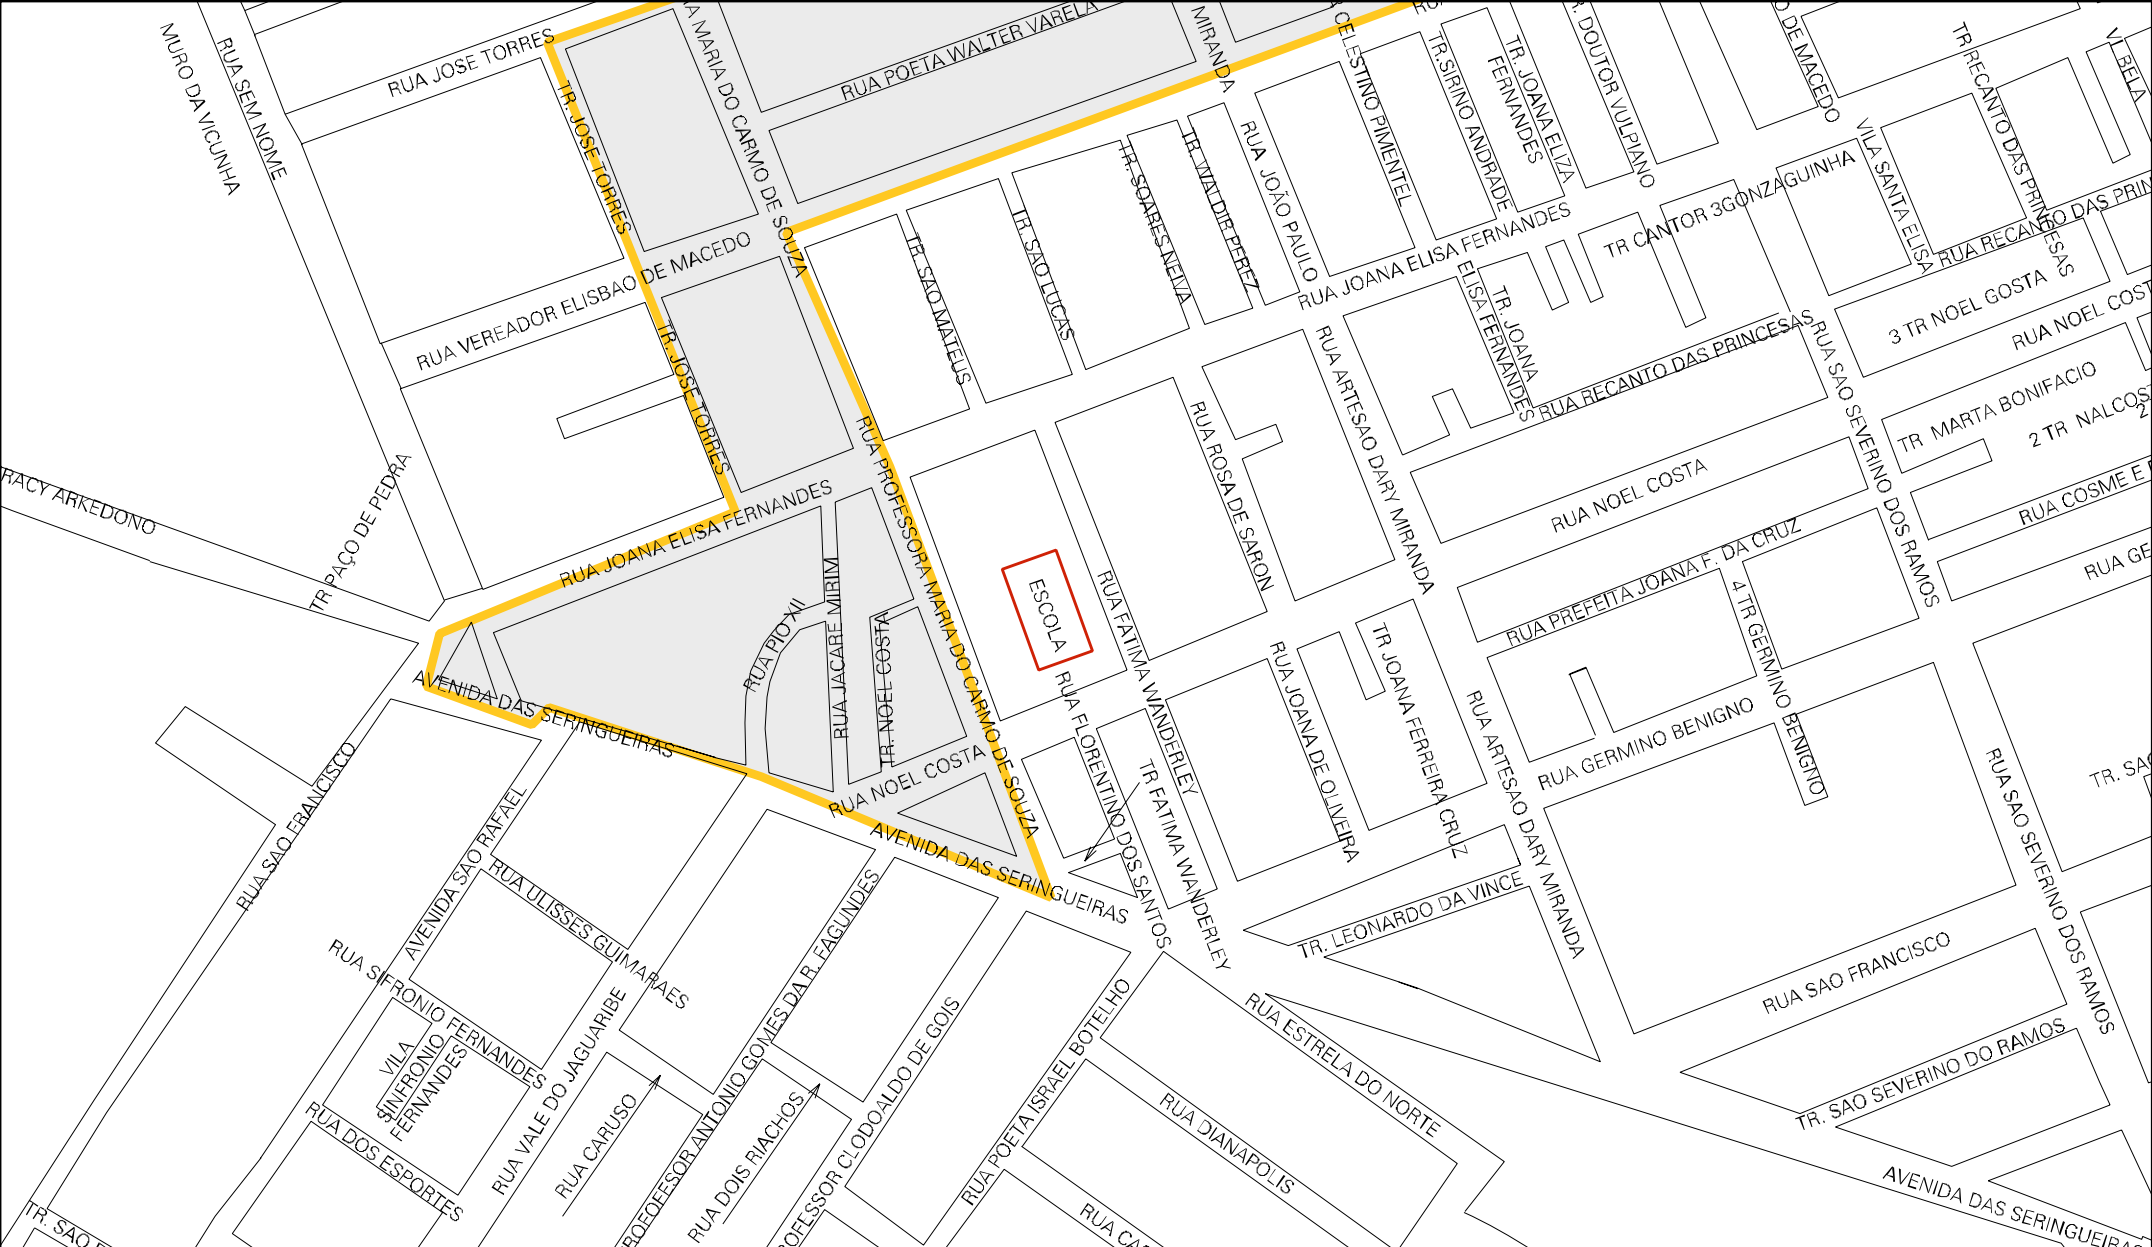 RUA JOSE TORRES
MURO DA VICUNHA
RUA SEM NOME
TR. JOSE TORRES
MARIA DO CARMO DE SOUZA
RUA POETA WALTER VARELA
MIRANDA
CELESTINO PIMENTEL
TR.SIRINO ANDRADE
TR. JOANA ELIZA
FERNANDES
R. DOUTOR VULPIANO
O DE MACEDO
TR RECANTO DAS PRINCESAS
VI BELA
VILA SANTA ELISA
TR CANTOR 3GONZAGUINHA
RUA RECANTO DAS PRIN
RUA JOÃO PAULO
TR. WALDIR PEREZ
TR. SOARES NEIVA
TR. SAO LUCAS
TR. SAO MATEUS
RUA VEREADOR ELISBAO DE MACEDO
TR. JOSE TORRES
RUA JOANA ELISA FERNANDES
ELISA FERNANDES
TR. JOANA
RUA RECANTO DAS PRINCESAS
3 TR NOEL GOSTA
RUA NOEL COST
TR  MARTA BONIFACIO
2 TR  NALCOS
2
RUA COSME E
RUA GE
RUA SAO SEVERINO DOS RAMOS
RUA ARTESAO DARY MIRANDA
RUA ROSA DE SARON
RUA NOEL COSTA
RUA PREFEITA JOANA F. DA CRUZ
4 TR GERMINO BENIGNO
RUA GERMINO BENIGNO
RACY ARKEDONO
TR PAÇO DE PEDRA
RUA JOANA ELISA FERNANDES
RUA PROFESSORA MARIA DO CARMO DE SOUZA
ESCOLA
RUA FATIMA WANDERLEY
RUA PIO XII
RUA JACARE MIRIM
TR. NOEL COSTA
RUA NOEL COSTA
RUA FLORENTINO DOS SANTOS
TR FATIMA WANDERLEY
RUA JOANA DE OLIVEIRA
TR JOANA FERREIRA CRUZ
RUA ARTESAO DARY MIRANDA
TR. LEONARDO DA VINCE
RUA SAO SEVERINO DOS RAMOS
TR. SAO
AVENIDA DAS SERINGUEIRAS
AVENIDA DAS SERINGUEIRAS
RUA SAO FRANCISCO
AVENIDA SAO RAFAEL
RUA ULISSES GUIMARAES
RUA SIFRONIO FERNANDES
VILA
SINFRONIO
FERNANDES
RUA DOS ESPORTES
RUA VALE DO JAGUARIBE
RUA CARUSO
PROFOFESSOR ANTONIO GOMES DA R. FAGUNDES
RUA DOIS RIACHOS
OFESSOR CLODOALDO DE GOIS
RUA POETA ISRAEL BOTELHO
RUA ESTRELA DO NORTE
RUA DIANAPOLIS
RUA SAO FRANCISCO
TR. SAO SEVERINO DO RAMOS
AVENIDA DAS SERINGUEIRAS
TR. SAO
RUA CA